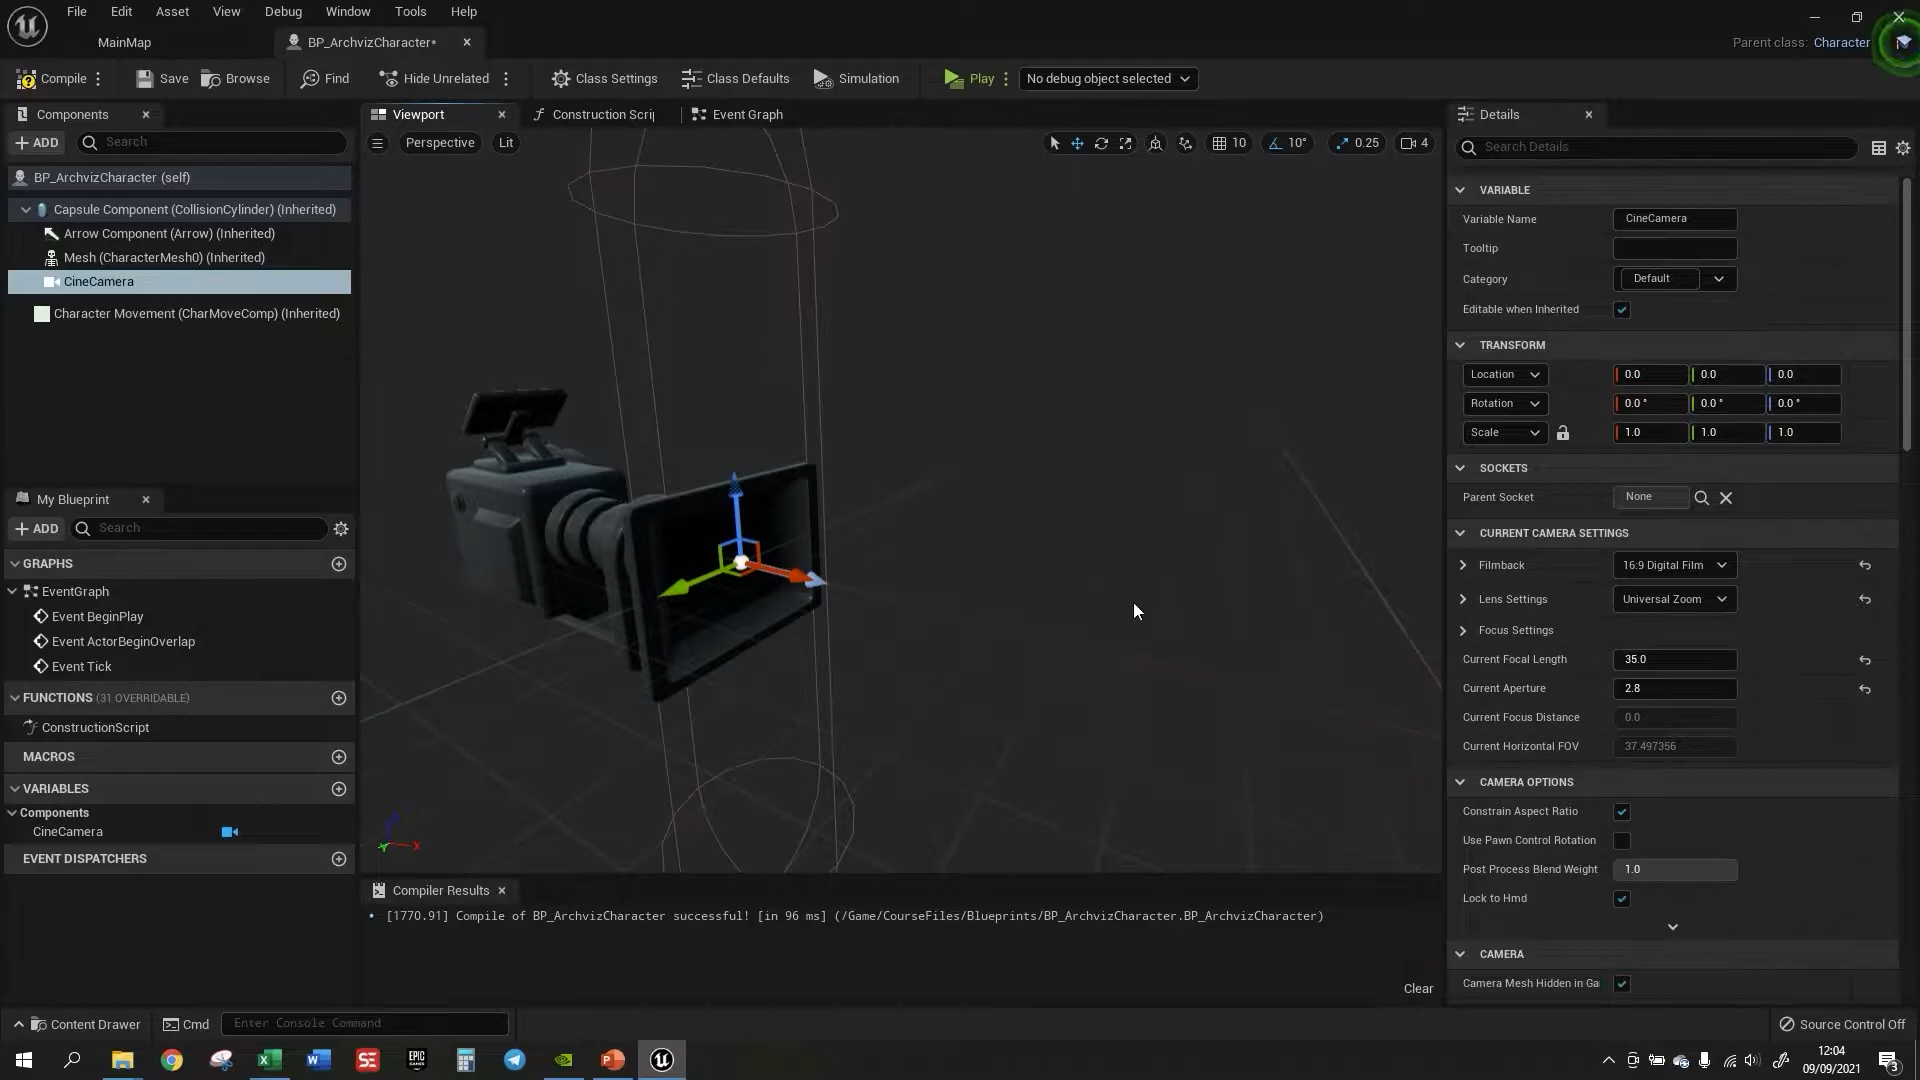 File Edit Asset View Debug Window Tools Help
MainMap
BP_ArchvizCharacter*
Parent class: Character
Compile
Save
Browse
Find
Hide Unrelated
Class Settings
Class Defaults
Simulation
Play
No debug object selected
Components
ADD
Search
BP_ArchvizCharacter (self)
Capsule Component (CollisionCylinder) (Inherited)
Arrow Component (Arrow) (Inherited)
Mesh (CharacterMesh0) (Inherited)
CineCamera
Character Movement (CharMoveComp) (Inherited)
My Blueprint
ADD
Search
GRAPHS
EventGraph
Event BeginPlay
Event ActorBeginOverlap
Event Tick
FUNCTIONS (31 OVERRIDABLE)
ConstructionScript
MACROS
VARIABLES
Components
CineCamera
EVENT DISPATCHERS
Viewport
Construction Scrip
Event Graph
Perspective
Lit
10
10°
0.25
4
X
Compiler Results
[1770.91] Compile of BP_ArchvizCharacter successful! [in 96 ms] (/Game/CourseFiles/Blueprints/BP_ArchvizCharacter.BP_ArchvizCharacter)
Clear
Details
Search Details
VARIABLE
Variable Name CineCamera
Tooltip
Category Default
Editable when Inherited
TRANSFORM
Location 0.0 0.0 0.0
Rotation 0.0° 0.0° 0.0°
Scale 1.0 1.0 1.0
SOCKETS
Parent Socket None
CURRENT CAMERA SETTINGS
Filmback 16:9 Digital Film
Lens Settings Universal Zoom
Focus Settings
Current Focal Length 35.0
Current Aperture 2.8
Current Focus Distance 0.0
Current Horizontal FOV 37.497356
CAMERA OPTIONS
Constrain Aspect Ratio
Use Pawn Control Rotation
Post Process Blend Weight 1.0
Lock to Hmd
CAMERA
Camera Mesh Hidden in Ga
Content Drawer
Cmd
Enter Console Command
Source Control Off
SE
EPIC GAMES
12:04
09/09/2021
3